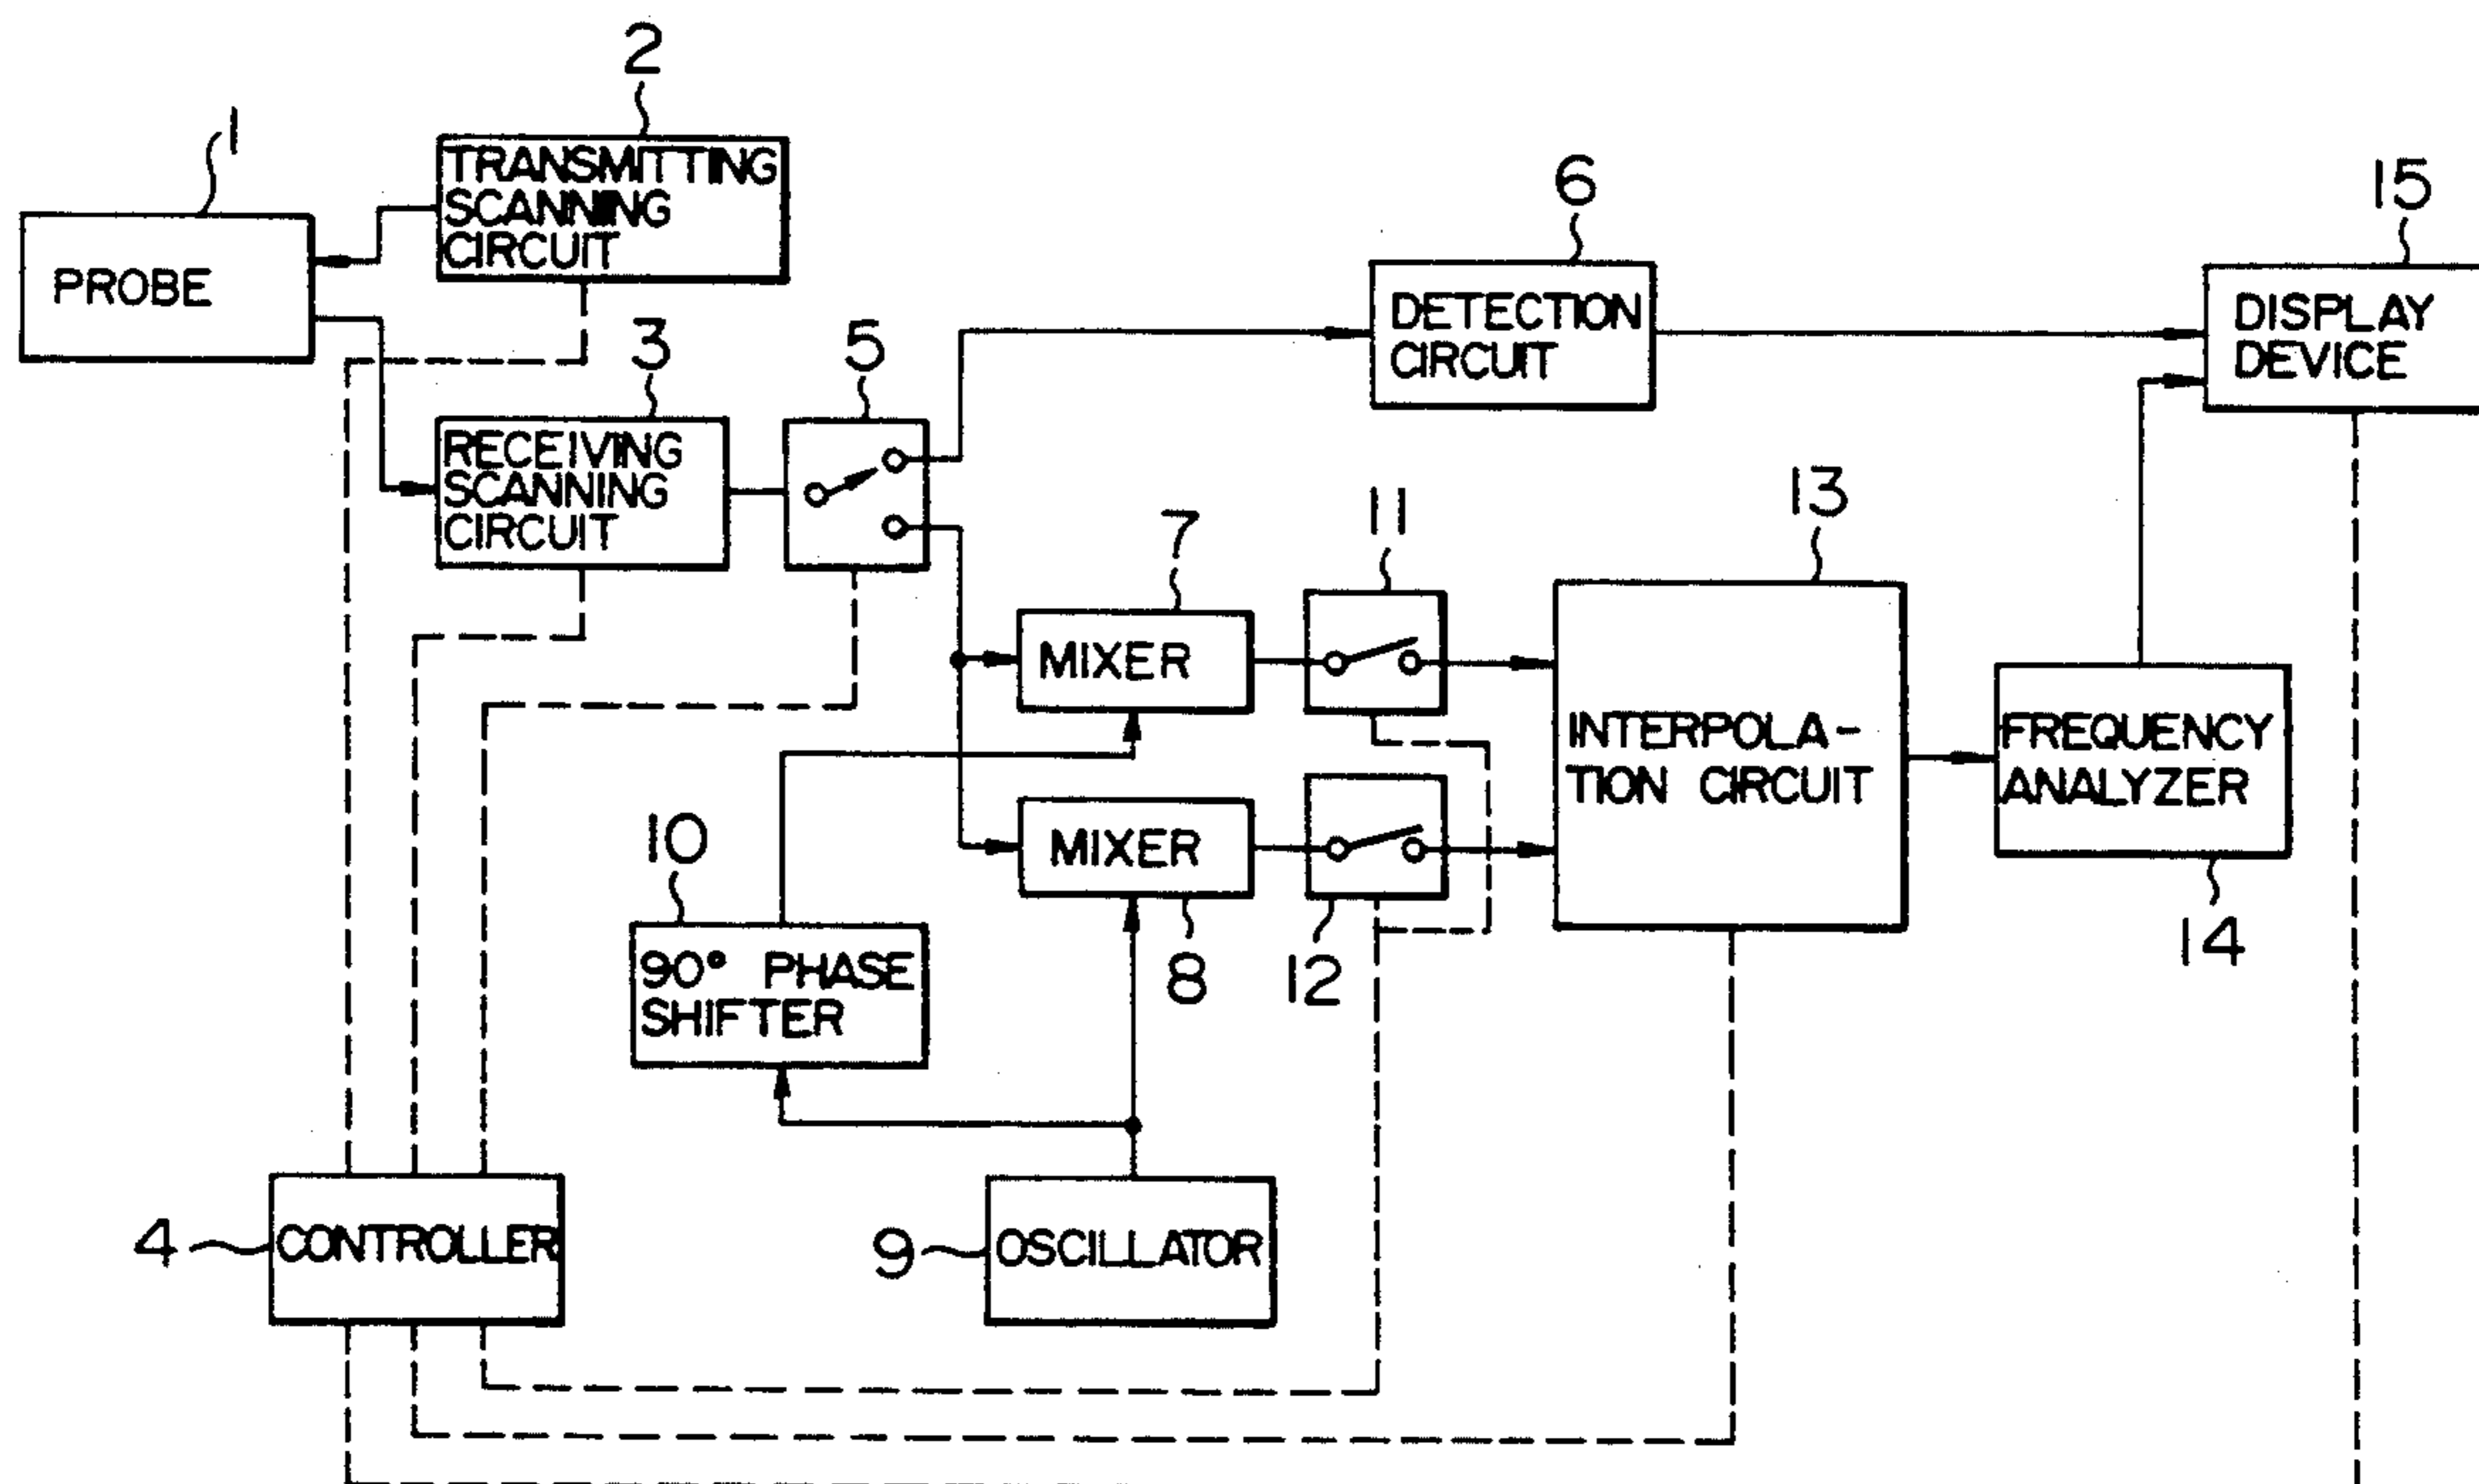 2
1
TRANSMITTING
SCANNING
CIRCUIT
PROBE
6
15
DETECTION
CIRCUIT
DISPLAY
DEVICE
3
5
RECEIVING
SCANNING
CIRCUIT
7
11
13
MIXER
INTERPOLA-
TION CIRCUIT
FREQUENCY
ANALYZER
10
MIXER
90° PHASE
SHIFTER
8
12
14
4
CONTROLLER
9
OSCILLATOR